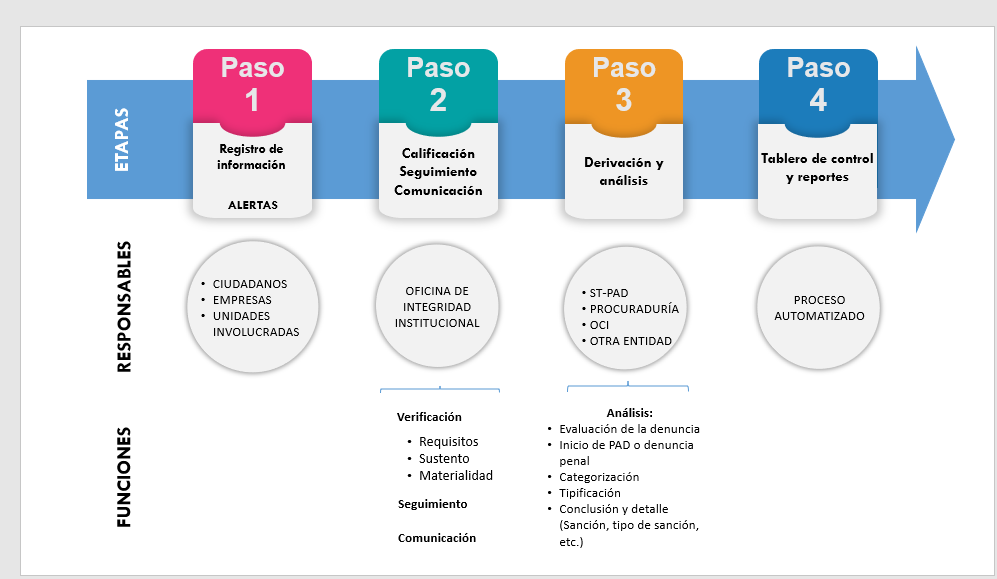 ETAPAS
Paso
1
Registro de
información
ALERTAS
Paso
2
Calificación
Seguimiento
Comunicación
Paso
3
Derivación y
análisis
Paso
4
Tablero de control
y reportes
RESPONSABLES
• CIUDADANOS
• EMPRESAS
• UNIDADES
INVOLUCRADAS
OFICINA DE
INTEGRIDAD
INSTITUCIONAL
• ST-PAD
• PROCURADURÍA
• OCI
• OTRA ENTIDAD
PROCESO
AUTOMATIZADO
FUNCIONES
Verificación
• Requisitos
• Sustento
• Materialidad
Seguimiento
Comunicación
Análisis:
• Evaluación de la denuncia
• Inicio de PAD o denuncia
penal
• Categorización
• Tipificación
• Conclusión y detalle
(Sanción, tipo de sanción,
etc.)